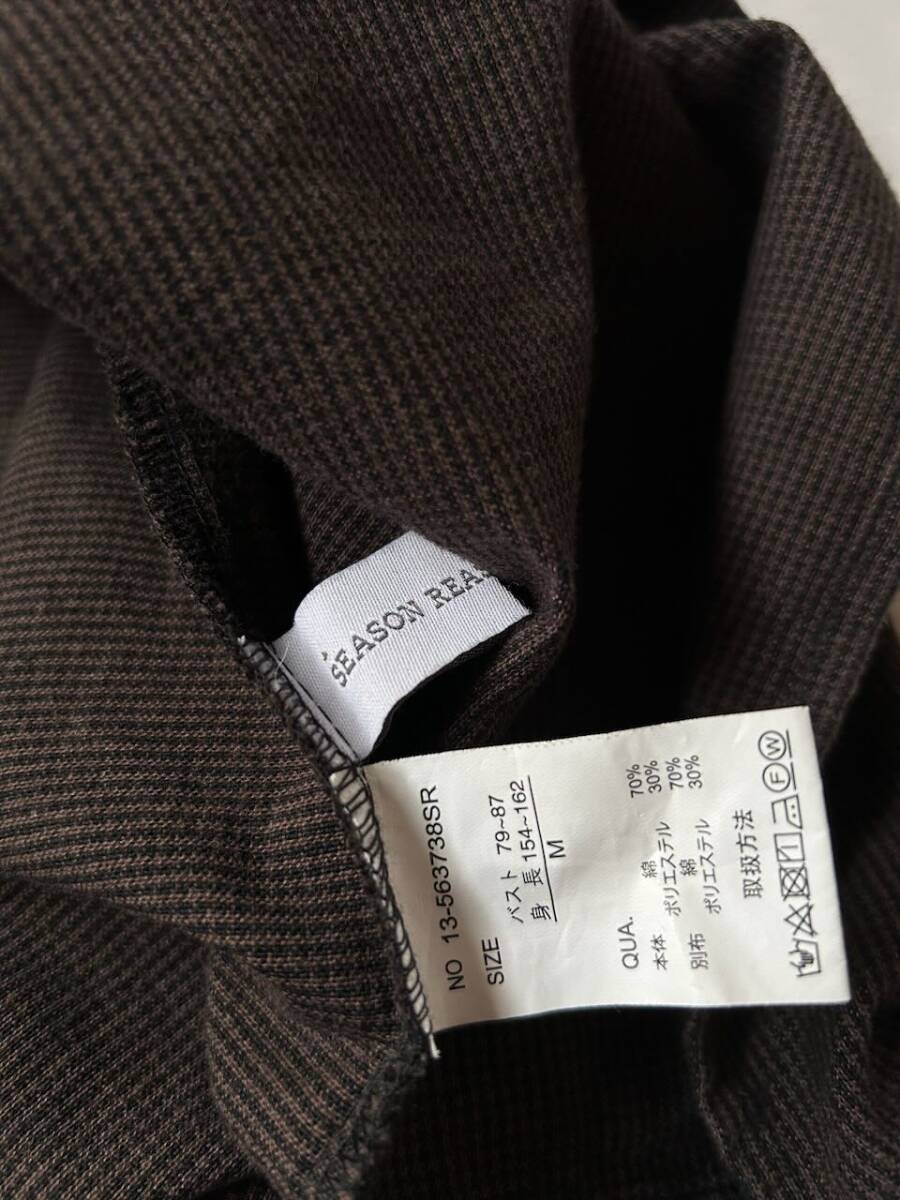 'SEASON REAS
NO 13-563738SR
SIZE
バスト 79~87
身 長 154~162
M
QUA.
本体 綿 70%
ポリエステル 30%
別布 綿 70%
ポリエステル 30%
取扱方法
1 F W